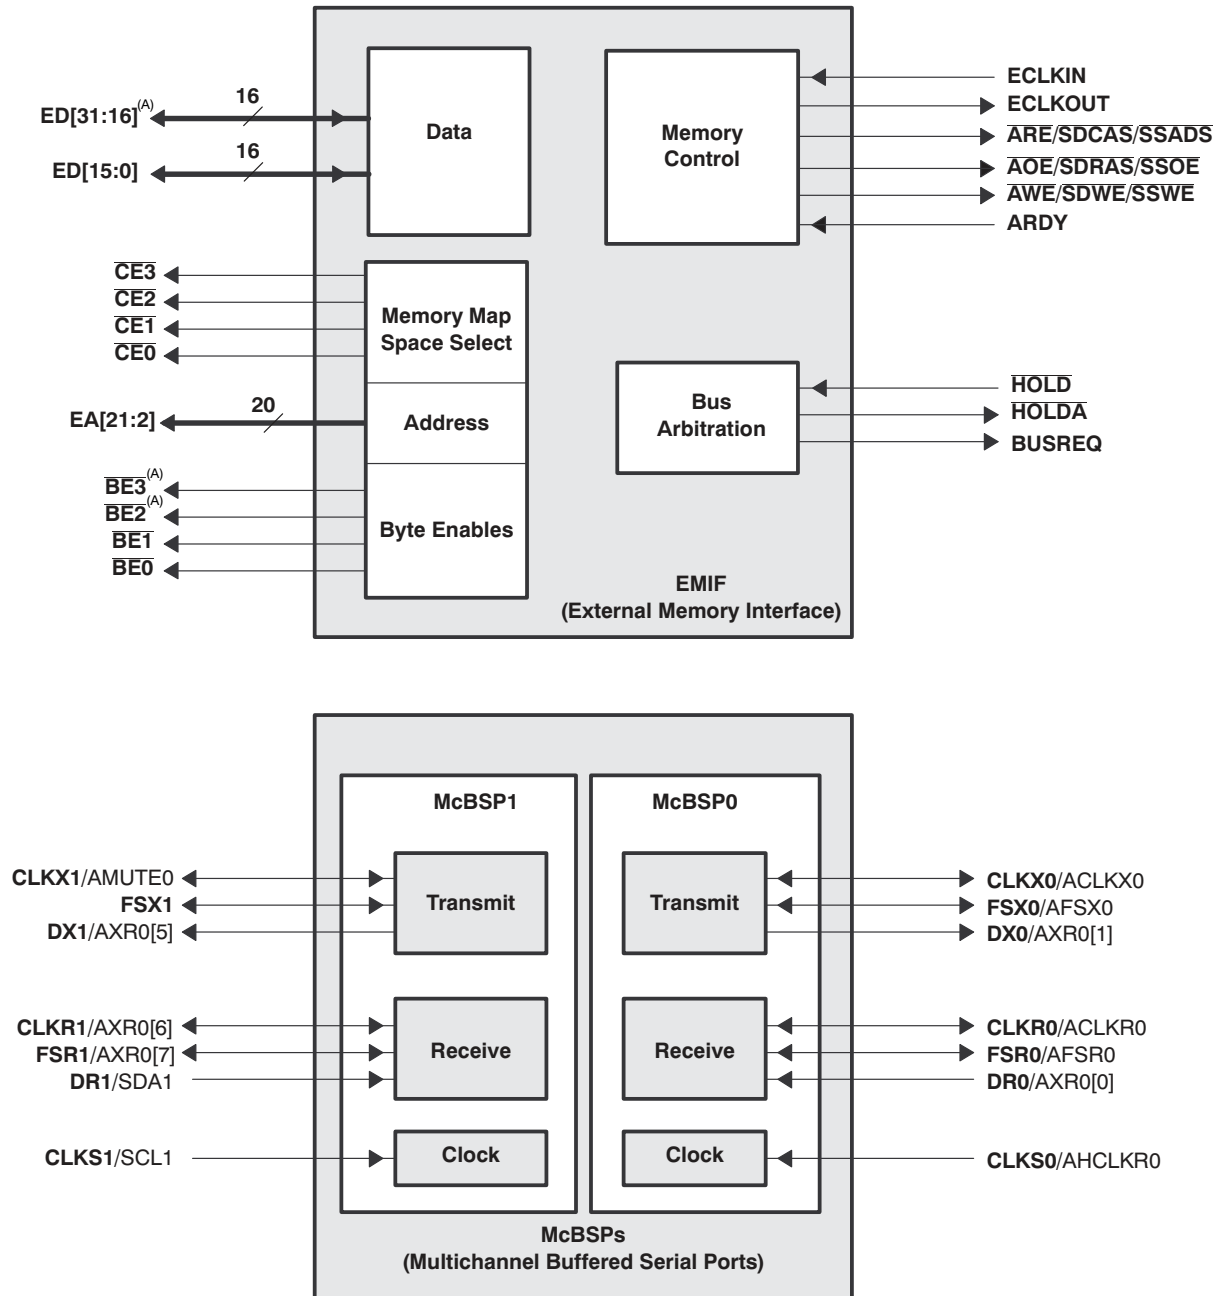 ED[31:16](A)
16
ED[15:0]
16
Data
Memory
Control
ECLKIN
ECLKOUT
ARE/SDCAS/SSADS
AOE/SDRAS/SSOE
AWE/SDWE/SSWE
ARDY
CE3
CE2
CE1
CE0
Memory Map
Space Select
EA[21:2]
20
Address
BE3(A)
BE2(A)
BE1
BE0
Byte Enables
Bus
Arbitration
HOLD
HOLDA
BUSREQ
EMIF
(External Memory Interface)
McBSP1
McBSP0
CLKX1/AMUTE0
FSX1
DX1/AXR0[5]
Transmit
Transmit
CLKX0/ACLKX0
FSX0/AFSX0
DX0/AXR0[1]
CLKR1/AXR0[6]
FSR1/AXR0[7]
DR1/SDA1
Receive
Receive
CLKR0/ACLKR0
FSR0/AFSR0
DR0/AXR0[0]
CLKS1/SCL1
Clock
Clock
CLKS0/AHCLKR0
McBSPs
(Multichannel Buffered Serial Ports)